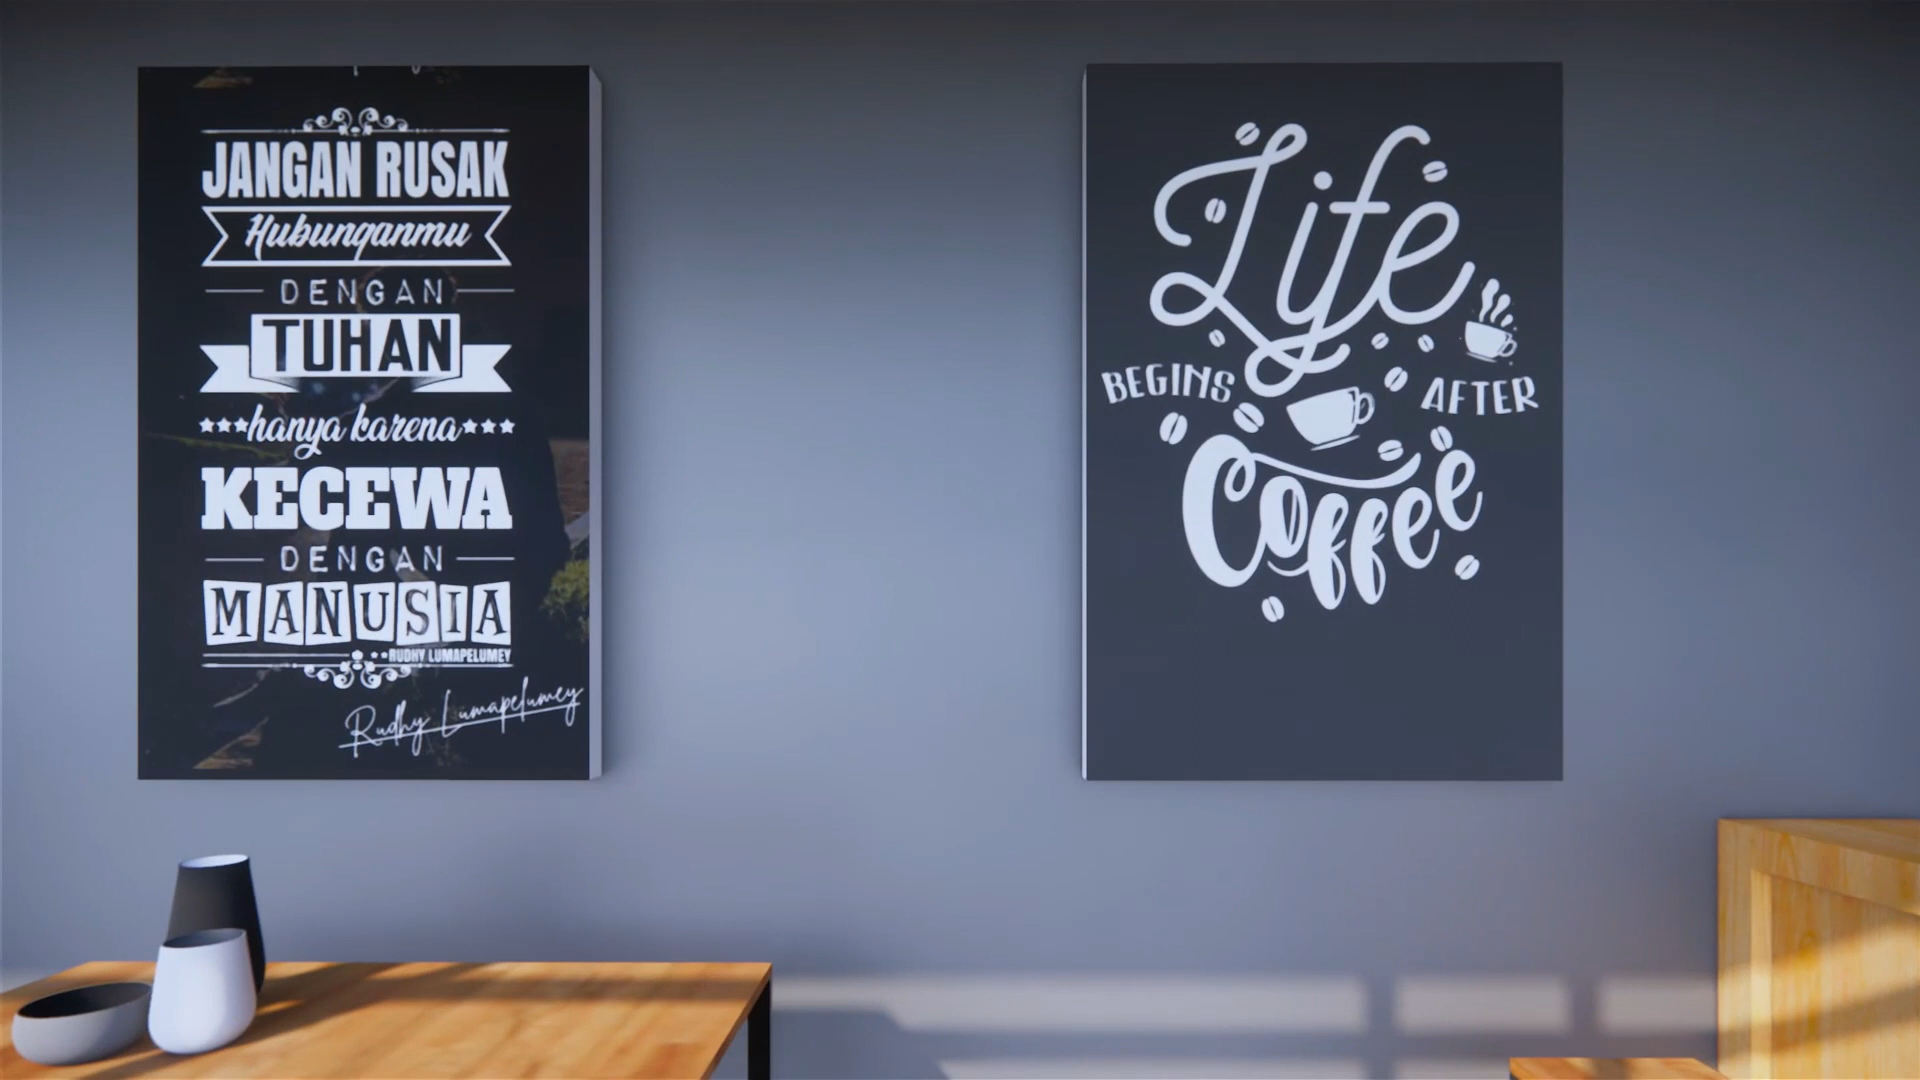 JANGAN RUSAK
Hubunganmu
DENGAN
TUHAN
hanya karena
KECEWA
DENGAN
MANUSIA
RUDHY LUMAPELUMEY
Rudhy Lumapelumey
Life
BEGINS AFTER
Coffee